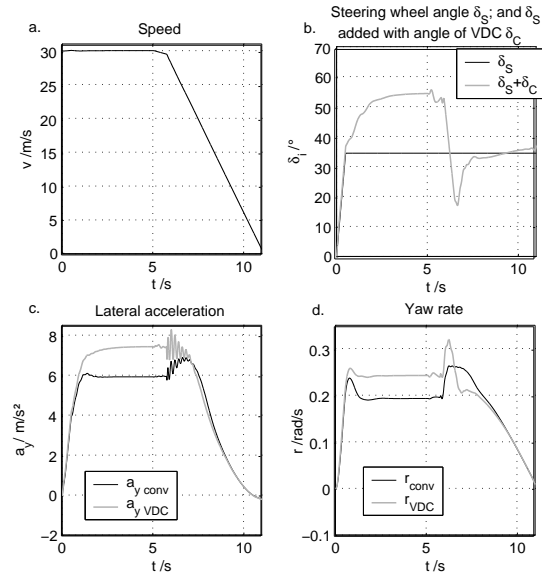 a.
Speed
v /m/s
30
25
20
15
10
5
0
0
5
10
t /s
Steering wheel angle δS; and δS
b. added with angle of VDC δC
δi /°
70
60
50
40
30
20
10
0
δS
δS+δC
0
5
10
t /s
c.
Lateral acceleration
ay/ m/s²
8
6
4
2
0
−2
ay conv
ay VDC
0
5
10
t /s
d.
Yaw rate
r /rad/s
0.3
0.2
0.1
0
−0.1
rconv
rVDC
0
5
10
t /s